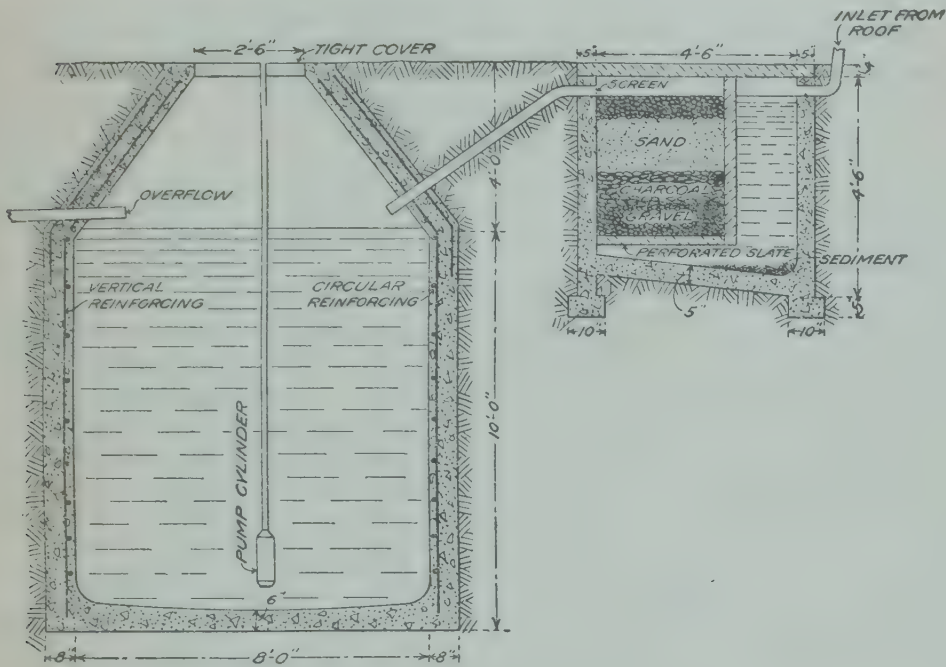 INLET FROM
ROOF
2'-6"
TIGHT COVER
5"
4'-6"
5"
4"
SCREEN
SAND
CHARCOAL
GRAVEL
PERFORATED SLATE
SEDIMENT
5"
4'-6"
5"
10"
10"
4'-0"
OVERFLOW
VERTICAL
REINFORCING
CIRCULAR
REINFORCING
PUMP CYLINDER
10'-0"
6"
8"
8'-0"
8"